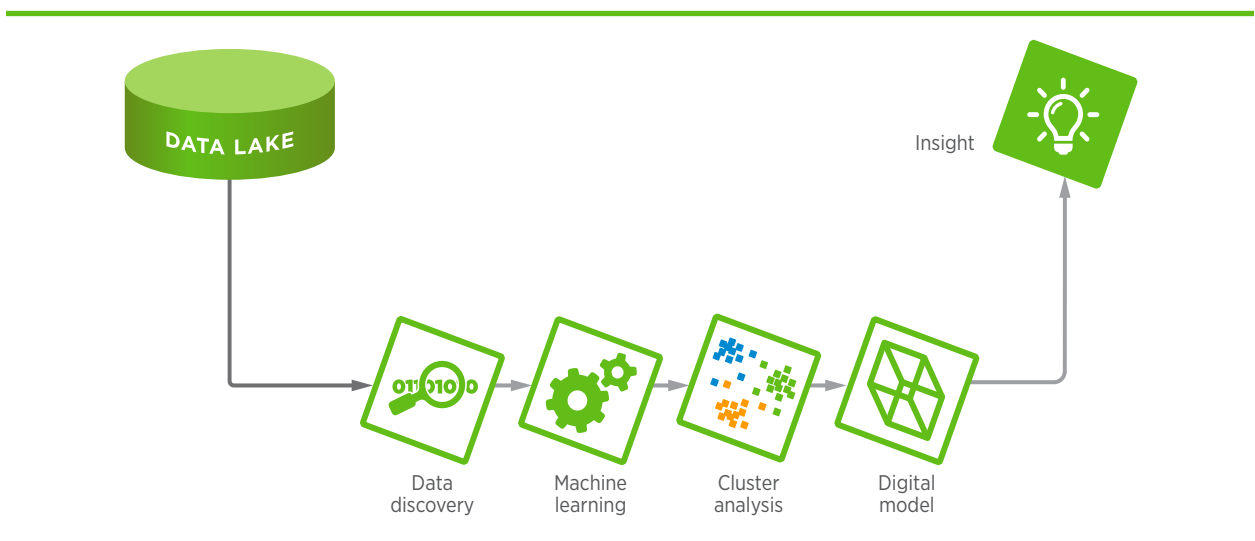 DATA LAKE
Insight
Data
discovery
Machine
learning
Cluster
analysis
Digital
model